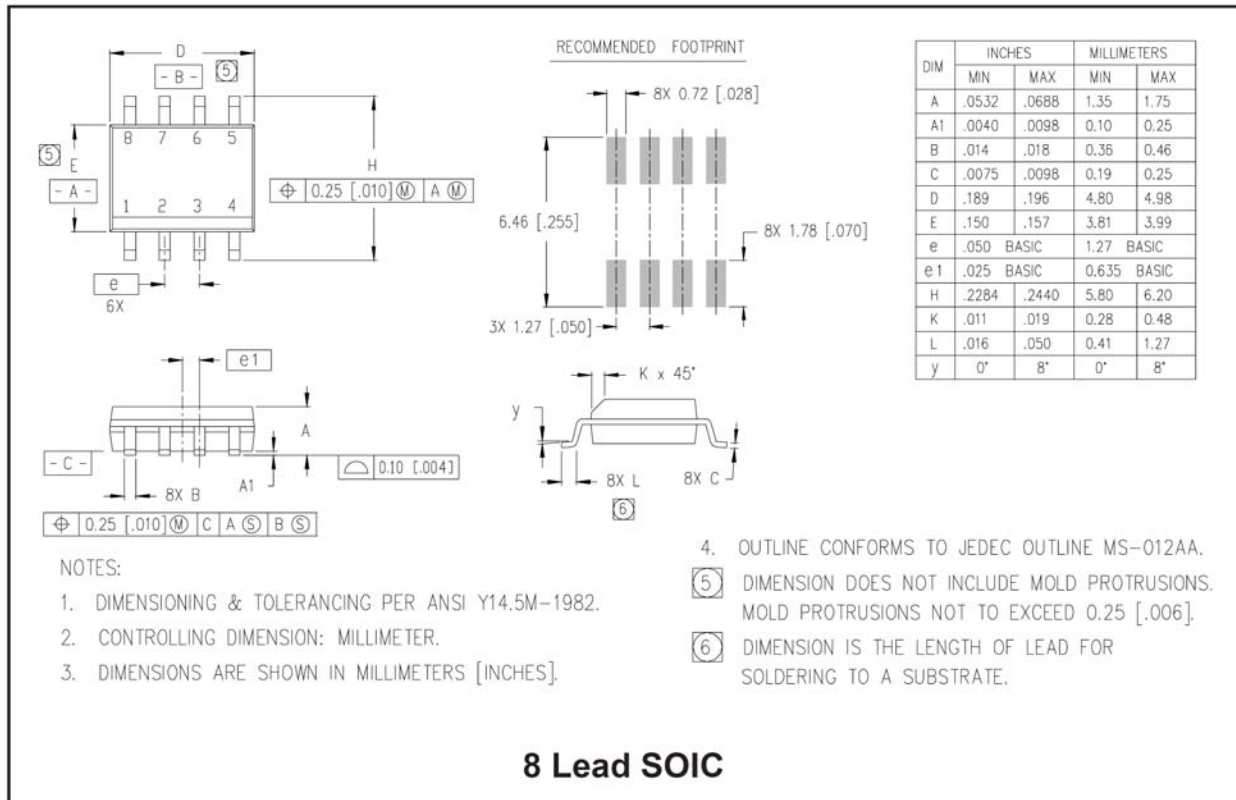 D
- B -
5
8 7 6 5
5
E
- A -
H
⌖ 0.25 [.010] Ⓜ A Ⓜ
1 2 3 4
e
6X
RECOMMENDED FOOTPRINT
8X 0.72 [.028]
6.46 [.255]
8X 1.78 [.070]
3X 1.27 [.050]
DIM INCHES MILLIMETERS
MIN MAX MIN MAX
A .0532 .0688 1.35 1.75
A1 .0040 .0098 0.10 0.25
B .014 .018 0.36 0.46
C .0075 .0098 0.19 0.25
D .189 .196 4.80 4.98
E .150 .157 3.81 3.99
e .050 BASIC 1.27 BASIC
e1 .025 BASIC 0.635 BASIC
H .2284 .2440 5.80 6.20
K .011 .019 0.28 0.48
L .016 .050 0.41 1.27
y 0° 8° 0° 8°
e1
A
- C -
A1
0.10 [.004]
8X B
⌖ 0.25 [.010] Ⓜ C A Ⓢ B Ⓢ
K x 45°
y
8X L
6
8X C
NOTES:
1. DIMENSIONING & TOLERANCING PER ANSI Y14.5M-1982.
2. CONTROLLING DIMENSION: MILLIMETER.
3. DIMENSIONS ARE SHOWN IN MILLIMETERS [INCHES].
4. OUTLINE CONFORMS TO JEDEC OUTLINE MS-012AA.
5 DIMENSION DOES NOT INCLUDE MOLD PROTRUSIONS.
MOLD PROTRUSIONS NOT TO EXCEED 0.25 [.006].
6 DIMENSION IS THE LENGTH OF LEAD FOR
SOLDERING TO A SUBSTRATE.
8 Lead SOIC